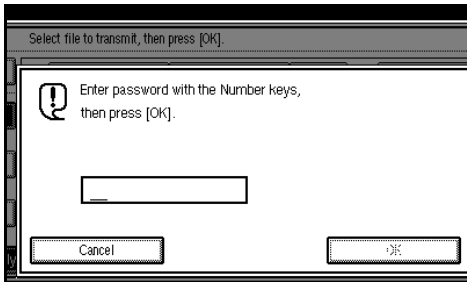 Select file to transmit, then press [OK].
Enter password with the Number keys,
then press [OK].
Cancel
OK